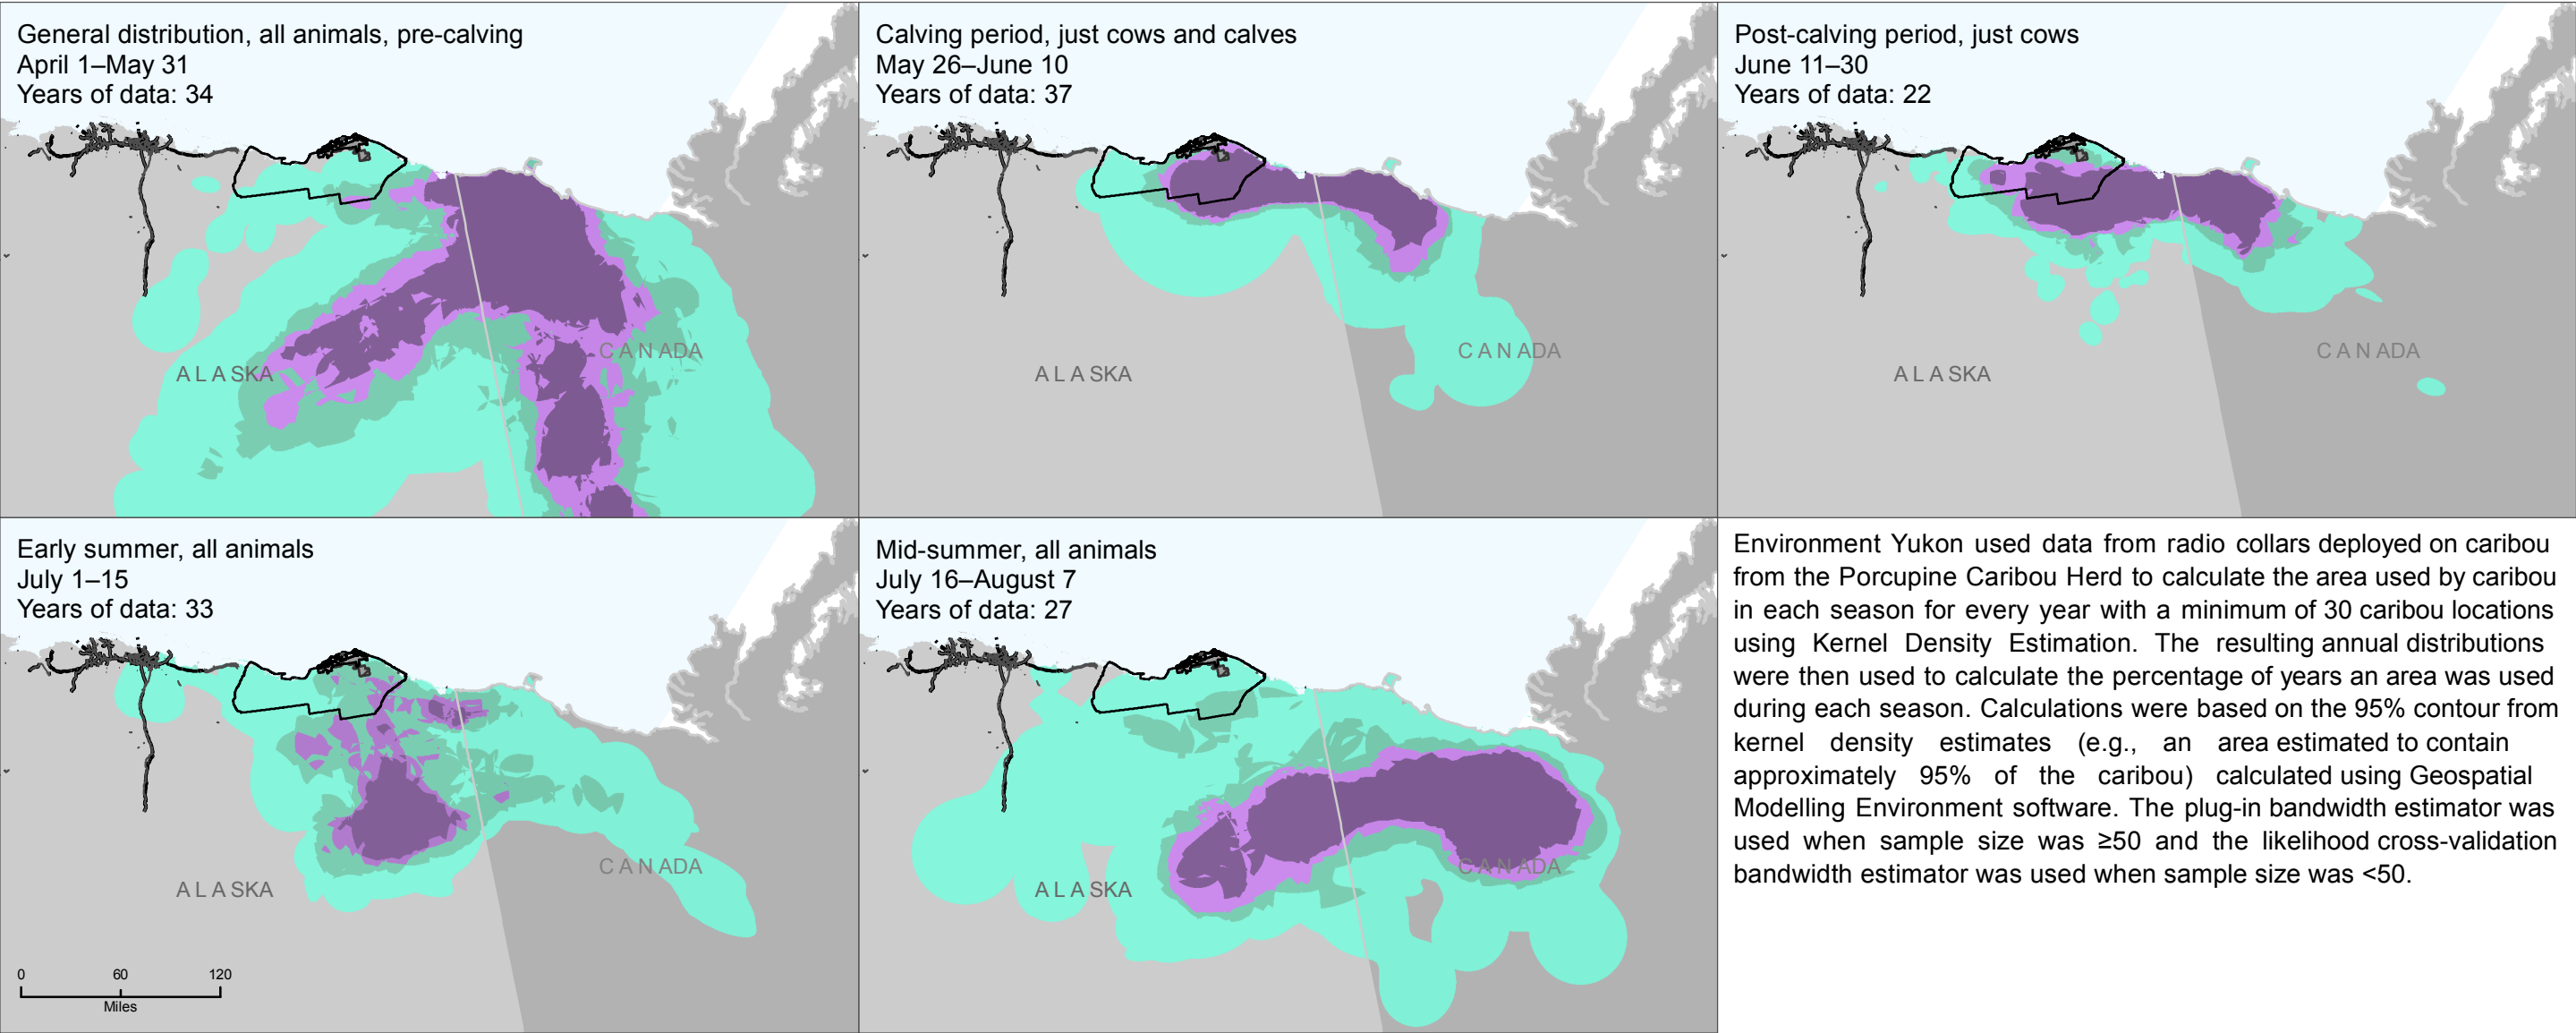 General distribution, all animals, pre-calving
April 1–May 31
Years of data: 34
ALASKA
CANADA
Calving period, just cows and calves
May 26–June 10
Years of data: 37
ALASKA
CANADA
Post-calving period, just cows
June 11–30
Years of data: 22
ALASKA
CANADA
Early summer, all animals
July 1–15
Years of data: 33
ALASKA
CANADA
0 60 120
Miles
Mid-summer, all animals
July 16–August 7
Years of data: 27
ALASKA
CANADA
Environment Yukon used data from radio collars deployed on caribou
from the Porcupine Caribou Herd to calculate the area used by caribou
in each season for every year with a minimum of 30 caribou locations
using Kernel Density Estimation. The resulting annual distributions
were then used to calculate the percentage of years an area was used
during each season. Calculations were based on the 95% contour from
kernel density estimates (e.g., an area estimated to contain
approximately 95% of the caribou) calculated using Geospatial
Modelling Environment software. The plug-in bandwidth estimator was
used when sample size was ≥50 and the likelihood cross-validation
bandwidth estimator was used when sample size was <50.